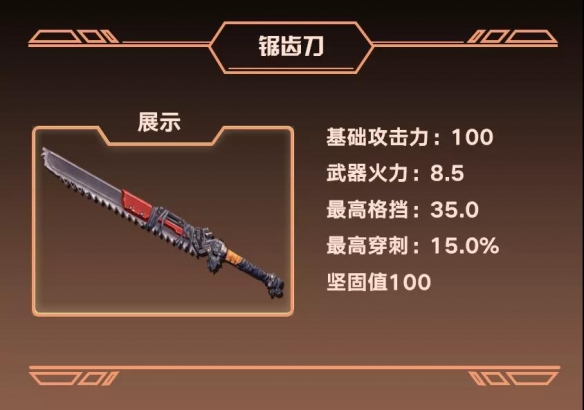 锯齿刀
展示
基础攻击力：100
武器火力：8.5
最高格挡：35.0
最高穿刺：15.0%
坚固值100